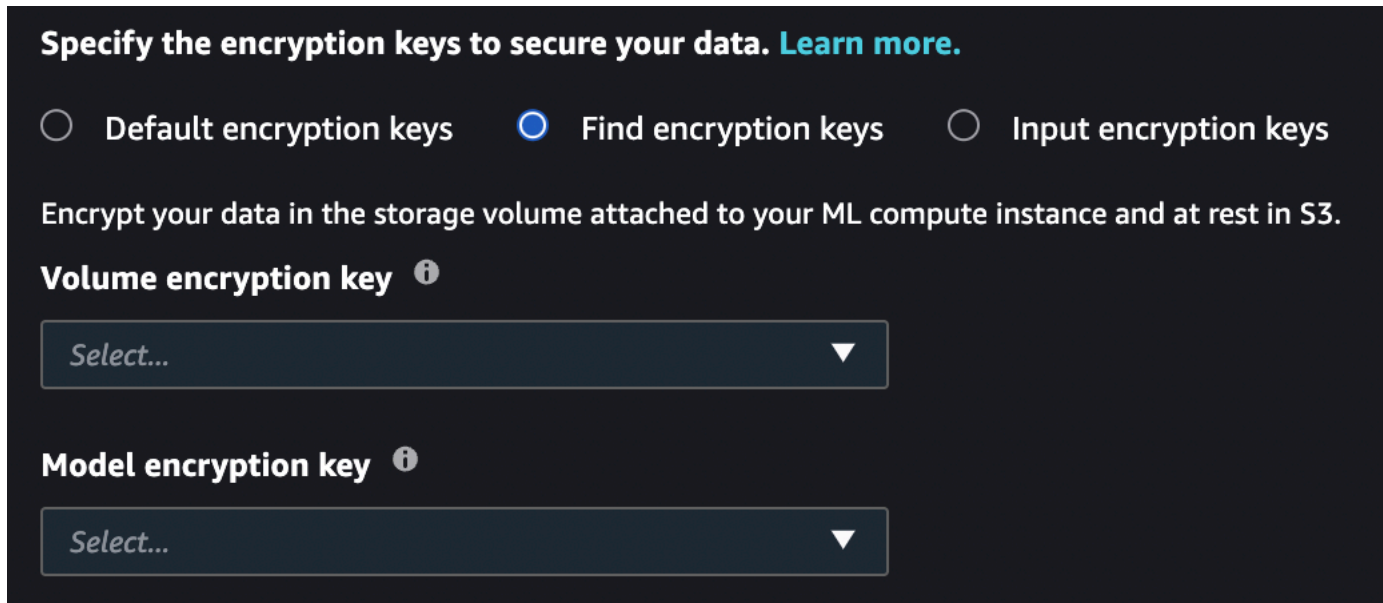 Specify the encryption keys to secure your data. Learn more.
Default encryption keys Find encryption keys Input encryption keys
Encrypt your data in the storage volume attached to your ML compute instance and at rest in S3.
Volume encryption key
Select...
Model encryption key
Select...